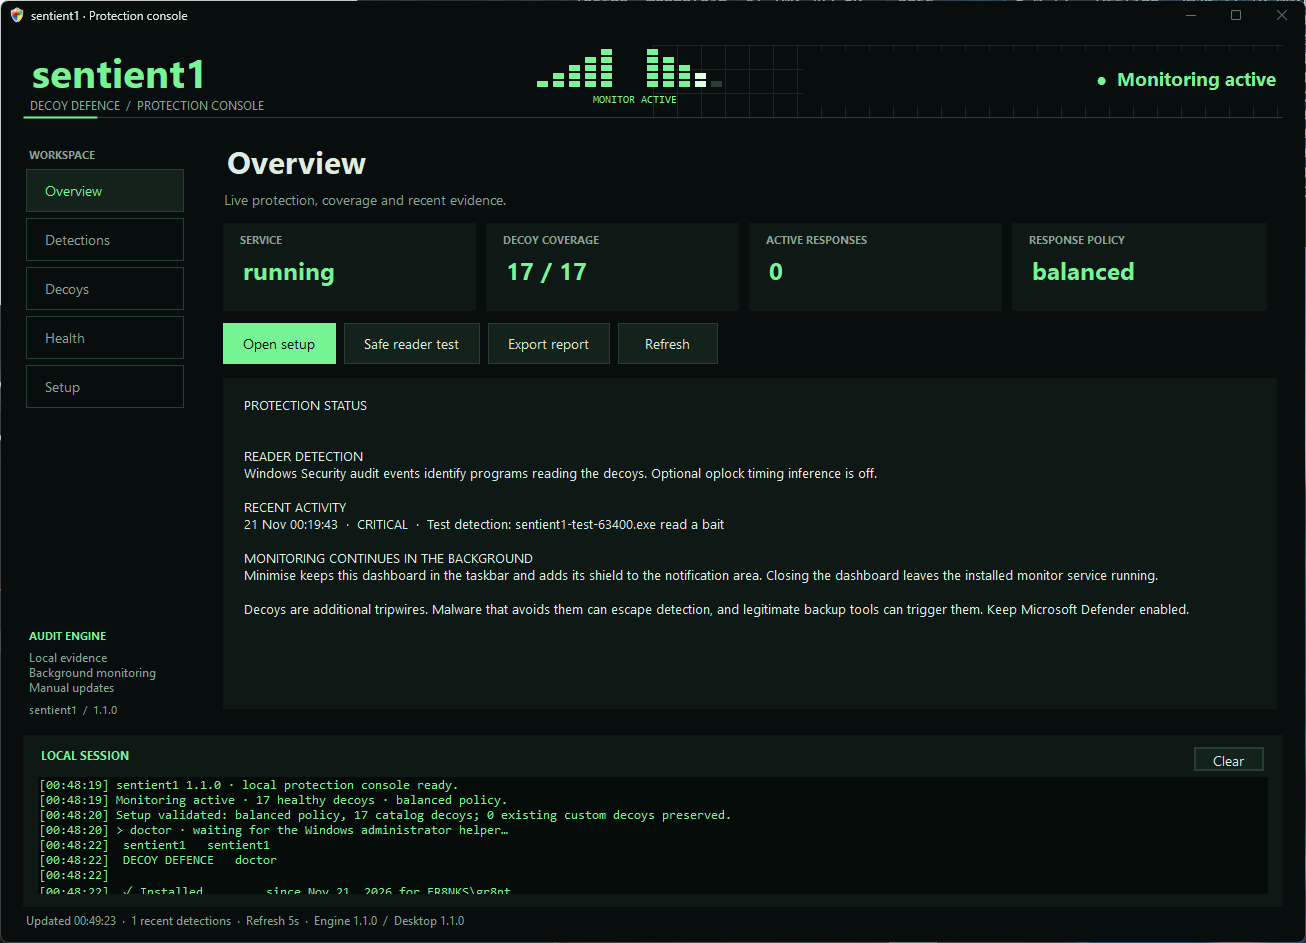 sentient1 · Protection console
sentient1
DECOY DEFENCE / PROTECTION CONSOLE
MONITOR ACTIVE
● Monitoring active
WORKSPACE
Overview
Detections
Decoys
Health
Setup
Overview
Live protection, coverage and recent evidence.
SERVICE
running
DECOY COVERAGE
17 / 17
ACTIVE RESPONSES
0
RESPONSE POLICY
balanced
Open setup
Safe reader test
Export report
Refresh
PROTECTION STATUS
READER DETECTION
Windows Security audit events identify programs reading the decoys. Optional oplock timing inference is off.
RECENT ACTIVITY
21 Nov 00:19:43 · CRITICAL · Test detection: sentient1-test-63400.exe read a bait
MONITORING CONTINUES IN THE BACKGROUND
Minimise keeps this dashboard in the taskbar and adds its shield to the notification area. Closing the dashboard leaves the installed monitor service running.
Decoys are additional tripwires. Malware that avoids them can escape detection, and legitimate backup tools can trigger them. Keep Microsoft Defender enabled.
AUDIT ENGINE
Local evidence
Background monitoring
Manual updates
sentient1 / 1.1.0
LOCAL SESSION
Clear
[00:48:19] sentient1 1.1.0 · local protection console ready.
[00:48:19] Monitoring active · 17 healthy decoys · balanced policy.
[00:48:20] Setup validated: balanced policy, 17 catalog decoys; 0 existing custom decoys preserved.
[00:48:20] > doctor · waiting for the Windows administrator helper…
[00:48:22] sentient1 sentient1
[00:48:22] DECOY DEFENCE doctor
[00:48:22]
[00:48:22] ✓ Installed since Nov 21, 2026 for FR8NKS\gr8nt
Updated 00:49:23 · 1 recent detections · Refresh 5s · Engine 1.1.0 / Desktop 1.1.0